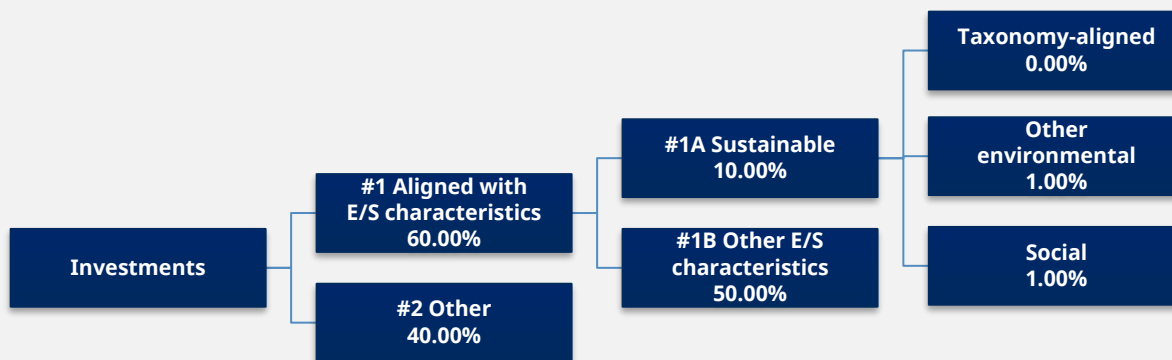 Investments
#1 Aligned with
E/S characteristics
60.00%
#2 Other
40.00%
#1A Sustainable
10.00%
#1B Other E/S
characteristics
50.00%
Taxonomy-aligned
0.00%
Other
environmental
1.00%
Social
1.00%